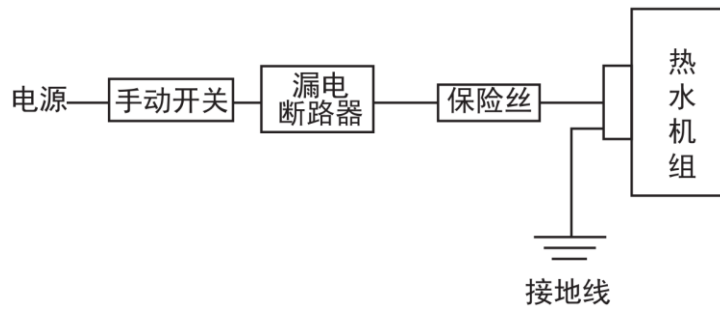 电源
手动开关
漏电
断路器
保险丝
热
水
机
组
接地线